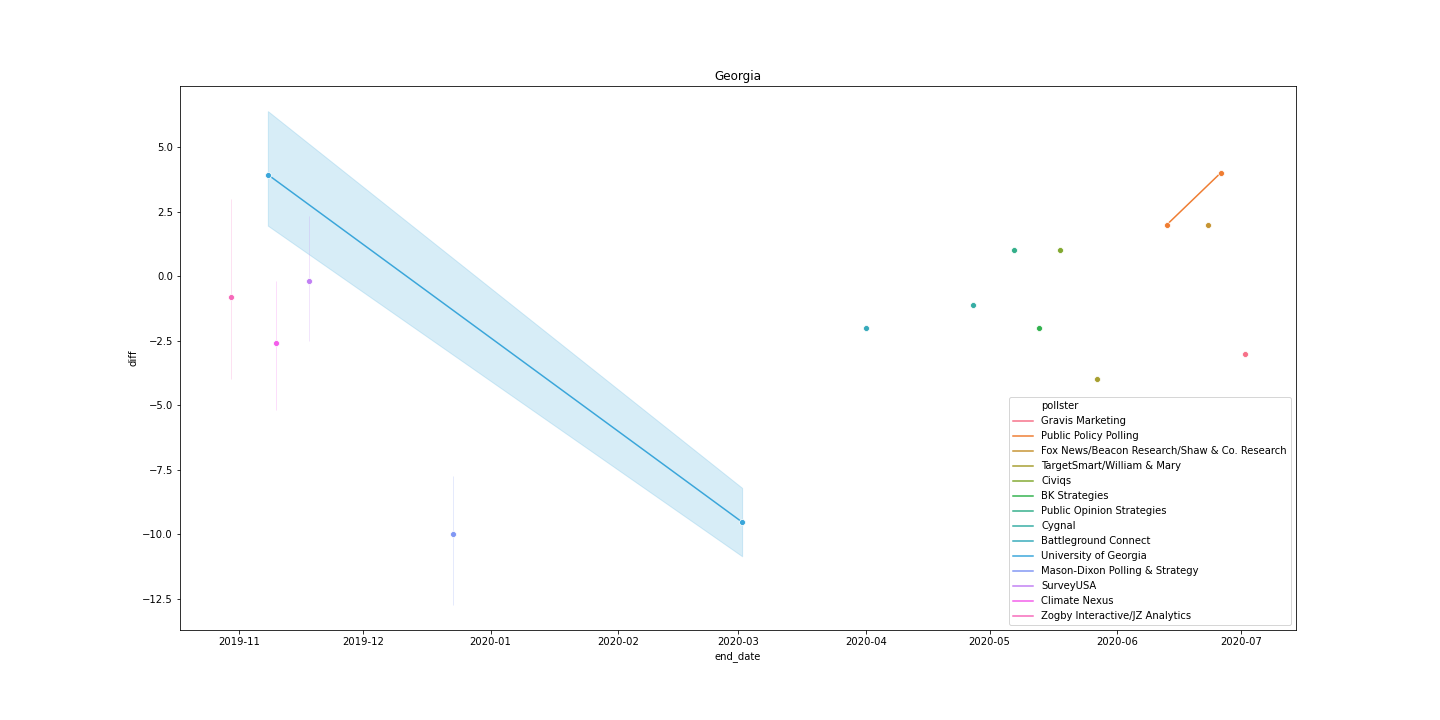 Georgia
5.0
2.5
0.0
−2.5
−5.0
−7.5
−10.0
−12.5
diff
2019-11 2019-12 2020-01 2020-02 2020-03 2020-04 2020-05 2020-06 2020-07
end_date
pollster
Gravis Marketing
Public Policy Polling
Fox News/Beacon Research/Shaw & Co. Research
TargetSmart/William & Mary
Civiqs
BK Strategies
Public Opinion Strategies
Cygnal
Battleground Connect
University of Georgia
Mason-Dixon Polling & Strategy
SurveyUSA
Climate Nexus
Zogby Interactive/JZ Analytics